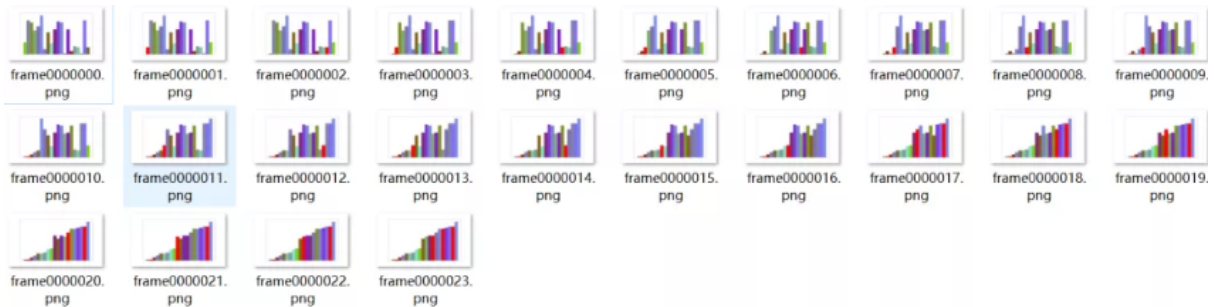 frame0000000.
png
frame0000001.
png
frame0000002.
png
frame0000003.
png
frame0000004.
png
frame0000005.
png
frame0000006.
png
frame0000007.
png
frame0000008.
png
frame0000009.
png
frame0000010.
png
frame0000011.
png
frame0000012.
png
frame0000013.
png
frame0000014.
png
frame0000015.
png
frame0000016.
png
frame0000017.
png
frame0000018.
png
frame0000019.
png
frame0000020.
png
frame0000021.
png
frame0000022.
png
frame0000023.
png